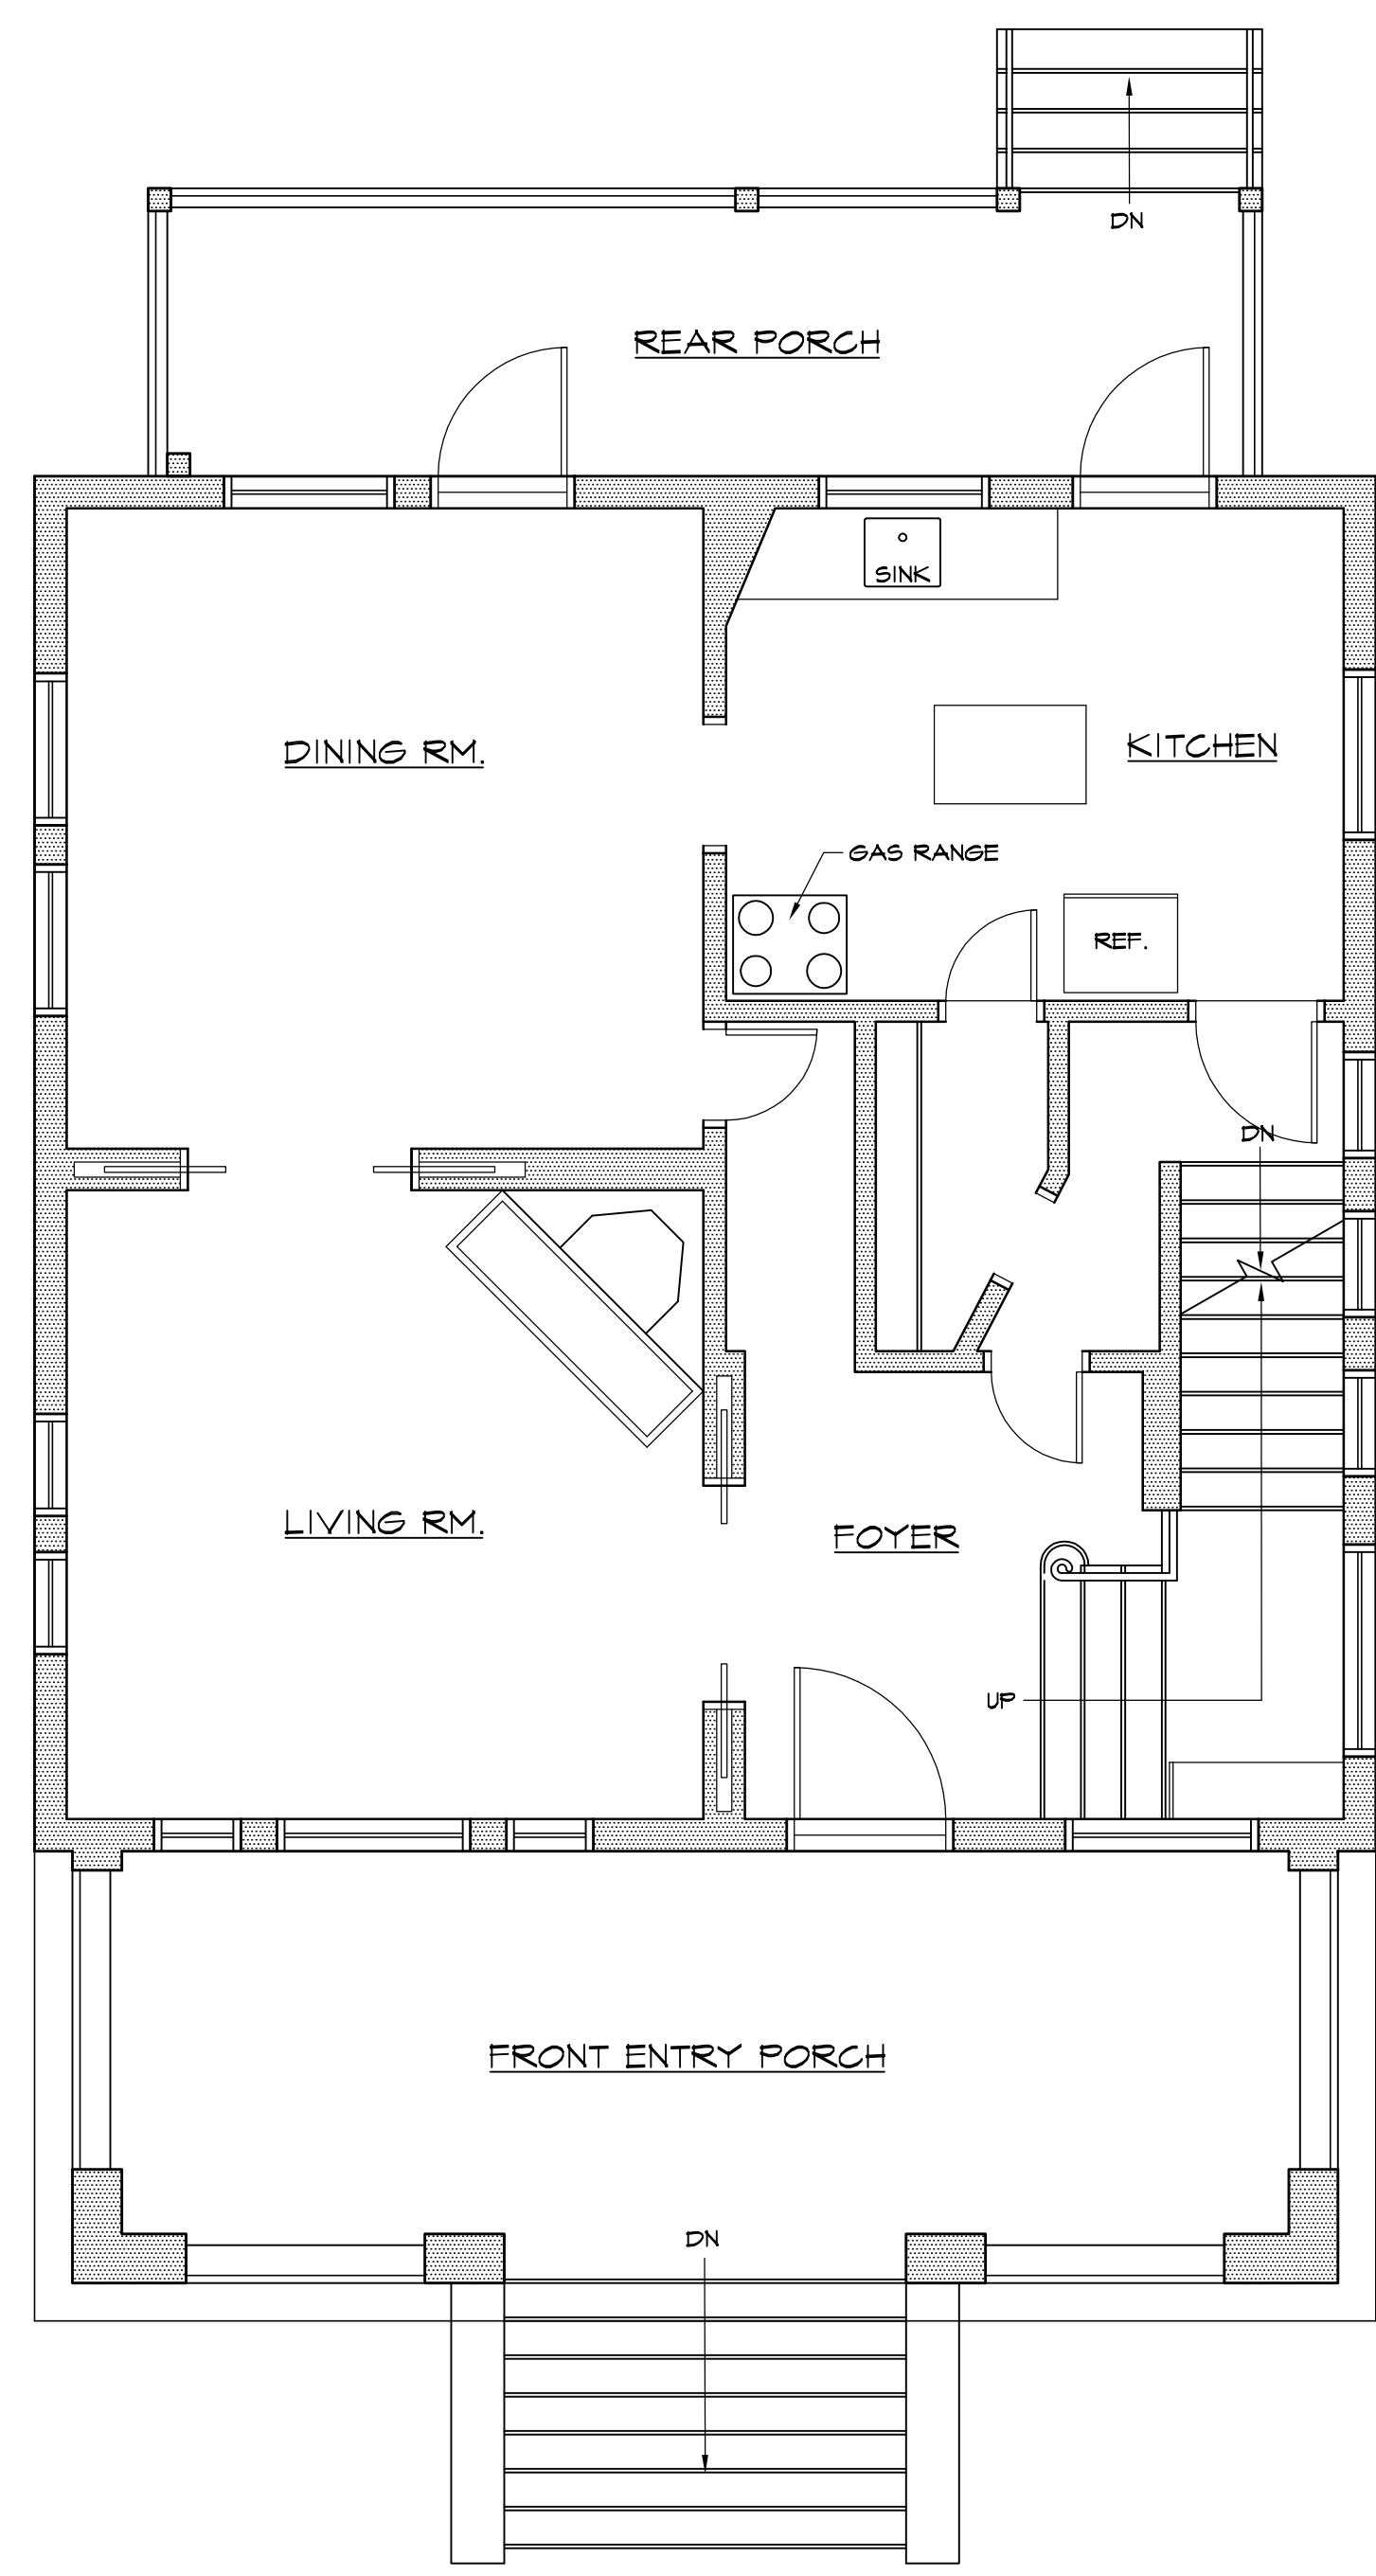 DN
REAR PORCH
SINK
DINING RM.
KITCHEN
GAS RANGE
REF.
DN
LIVING RM.
FOYER
UP
FRONT ENTRY PORCH
DN